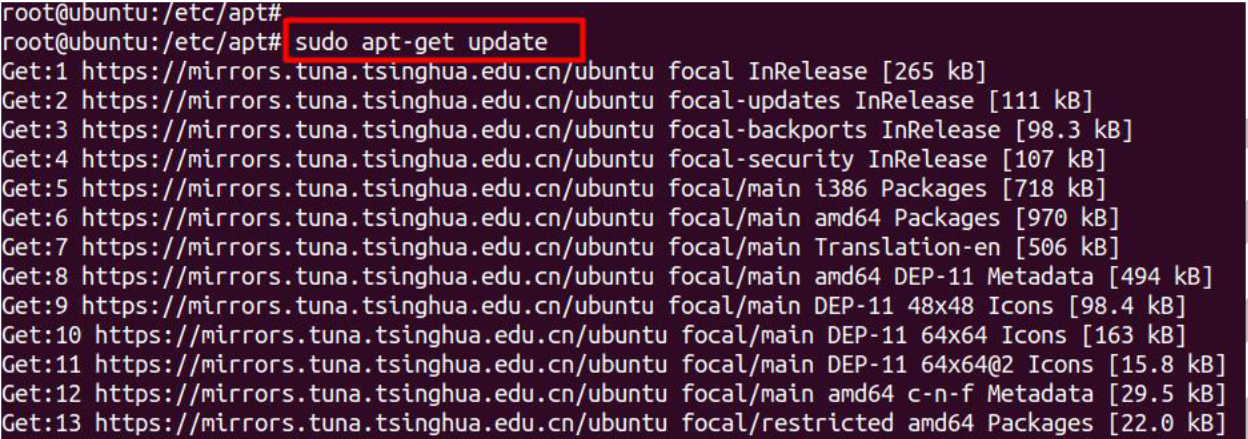 root@ubuntu:/etc/apt#
root@ubuntu:/etc/apt# sudo apt-get update
Get:1 https://mirrors.tuna.tsinghua.edu.cn/ubuntu focal InRelease [265 kB]
Get:2 https://mirrors.tuna.tsinghua.edu.cn/ubuntu focal-updates InRelease [111 kB]
Get:3 https://mirrors.tuna.tsinghua.edu.cn/ubuntu focal-backports InRelease [98.3 kB]
Get:4 https://mirrors.tuna.tsinghua.edu.cn/ubuntu focal-security InRelease [107 kB]
Get:5 https://mirrors.tuna.tsinghua.edu.cn/ubuntu focal/main i386 Packages [718 kB]
Get:6 https://mirrors.tuna.tsinghua.edu.cn/ubuntu focal/main amd64 Packages [970 kB]
Get:7 https://mirrors.tuna.tsinghua.edu.cn/ubuntu focal/main Translation-en [506 kB]
Get:8 https://mirrors.tuna.tsinghua.edu.cn/ubuntu focal/main amd64 DEP-11 Metadata [494 kB]
Get:9 https://mirrors.tuna.tsinghua.edu.cn/ubuntu focal/main DEP-11 48x48 Icons [98.4 kB]
Get:10 https://mirrors.tuna.tsinghua.edu.cn/ubuntu focal/main DEP-11 64x64 Icons [163 kB]
Get:11 https://mirrors.tuna.tsinghua.edu.cn/ubuntu focal/main DEP-11 64x64@2 Icons [15.8 kB]
Get:12 https://mirrors.tuna.tsinghua.edu.cn/ubuntu focal/main amd64 c-n-f Metadata [29.5 kB]
Get:13 https://mirrors.tuna.tsinghua.edu.cn/ubuntu focal/restricted amd64 Packages [22.0 kB]